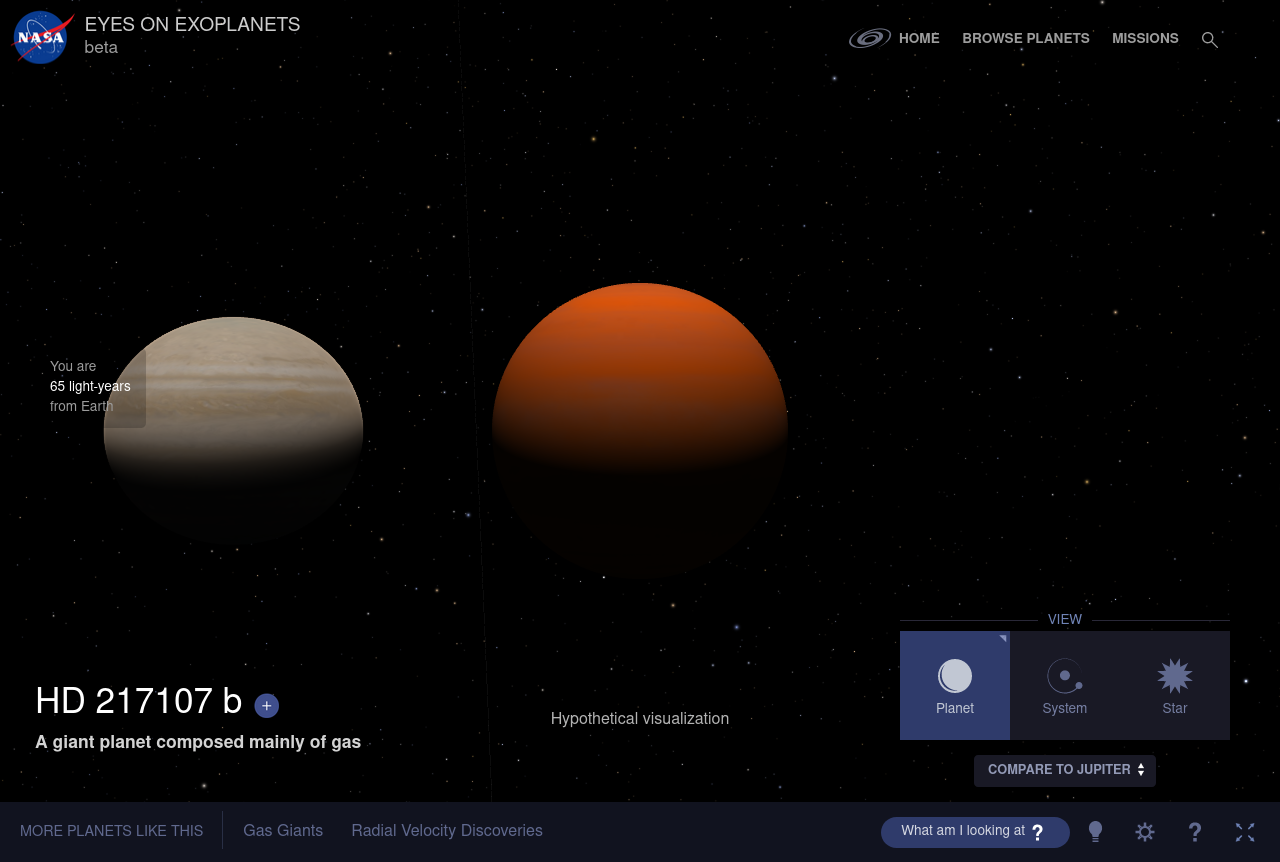 NASA
EYES ON EXOPLANETS
beta
HOME
BROWSE PLANETS
MISSIONS
You are
65 light-years
from Earth
VIEW
Planet
System
Star
HD 217107 b +
A giant planet composed mainly of gas
Hypothetical visualization
COMPARE TO JUPITER
MORE PLANETS LIKE THIS
Gas Giants
Radial Velocity Discoveries
What am I looking at ?
?